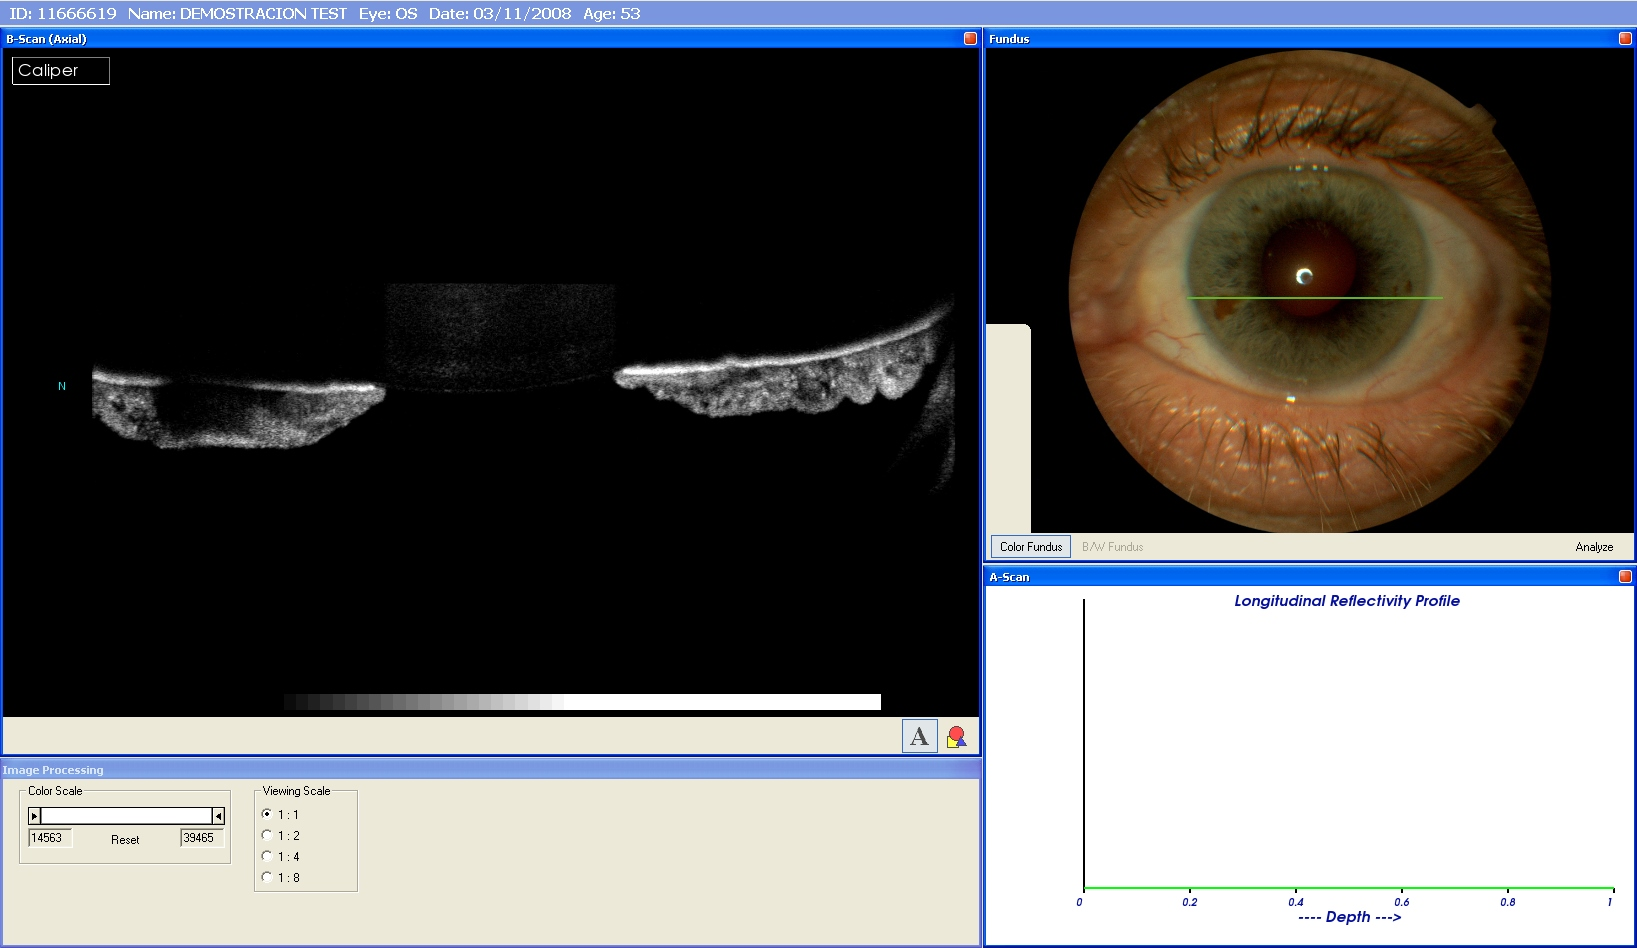 ID: 11666619 Name: DEMOSTRACION TEST Eye: OS Date: 03/11/2008 Age: 53
B-Scan (Axial)
Caliper
N
A
Image Processing
Color Scale
14563 Reset 39465
Viewing Scale
1 : 1
1 : 2
1 : 4
1 : 8
Fundus
Color Fundus B/W Fundus Analyze
A-Scan
Longitudinal Reflectivity Profile
0 0.2 0.4 0.6 0.8 1
---- Depth --->